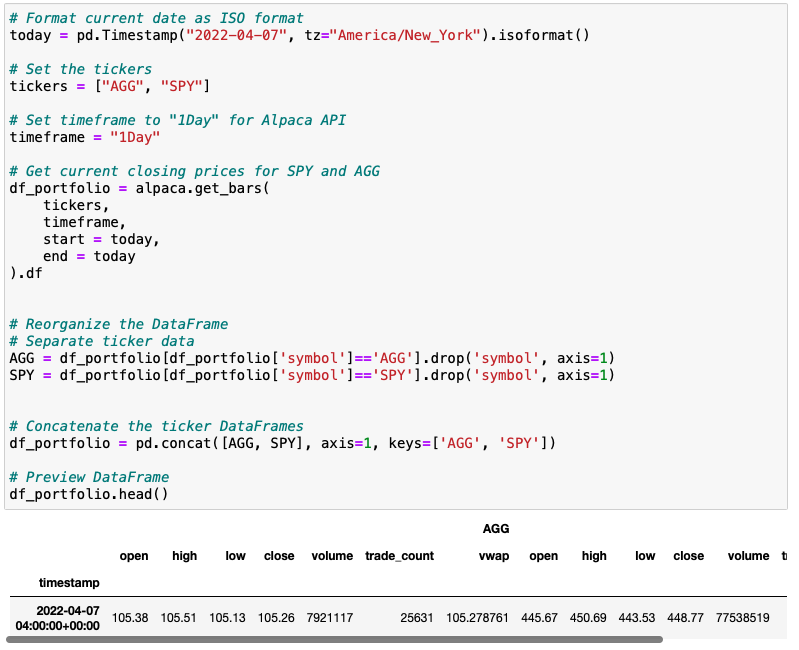 # Format current date as ISO format
today = pd.Timestamp("2022-04-07", tz="America/New_York").isoformat()
# Set the tickers
tickers = ["AGG", "SPY"]
# Set timeframe to "1Day" for Alpaca API
timeframe = "1Day"
# Get current closing prices for SPY and AGG
df_portfolio = alpaca.get_bars(
    tickers,
    timeframe,
    start = today,
    end = today
).df
# Reorganize the DataFrame
# Separate ticker data
AGG = df_portfolio[df_portfolio['symbol']=='AGG'].drop('symbol', axis=1)
SPY = df_portfolio[df_portfolio['symbol']=='SPY'].drop('symbol', axis=1)
# Concatenate the ticker DataFrames
df_portfolio = pd.concat([AGG, SPY], axis=1, keys=['AGG', 'SPY'])
# Preview DataFrame
df_portfolio.head()
AGG
open high low close volume trade_count vwap open high low close volume
timestamp
2022-04-07
04:00:00+00:00 105.38 105.51 105.13 105.26 7921117 25631 105.278761 445.67 450.69 443.53 448.77 77538519